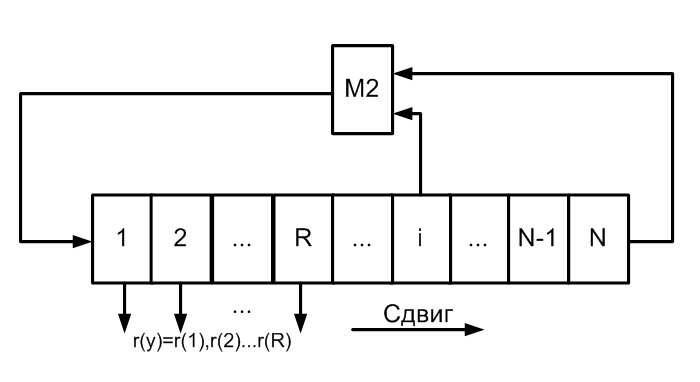 M2
1 2 ... R ... i ... N-1 N
...
Сдвиг
r(y)=r(1),r(2)...r(R)